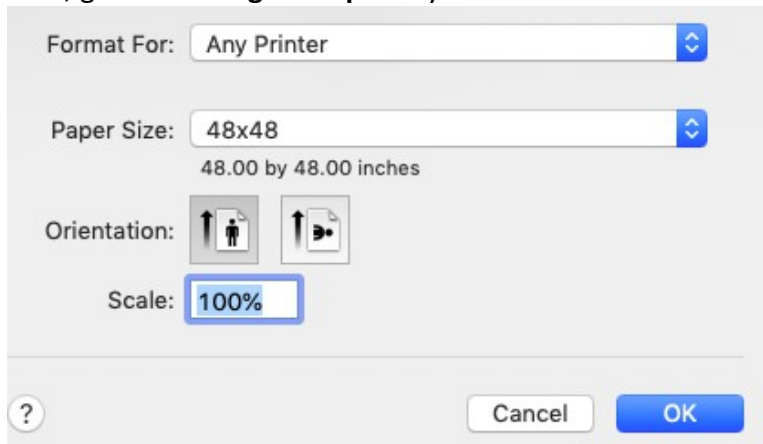 Format For: Any Printer
Paper Size: 48x48
48.00 by 48.00 inches
Orientation:
Scale: 100%
?
Cancel OK